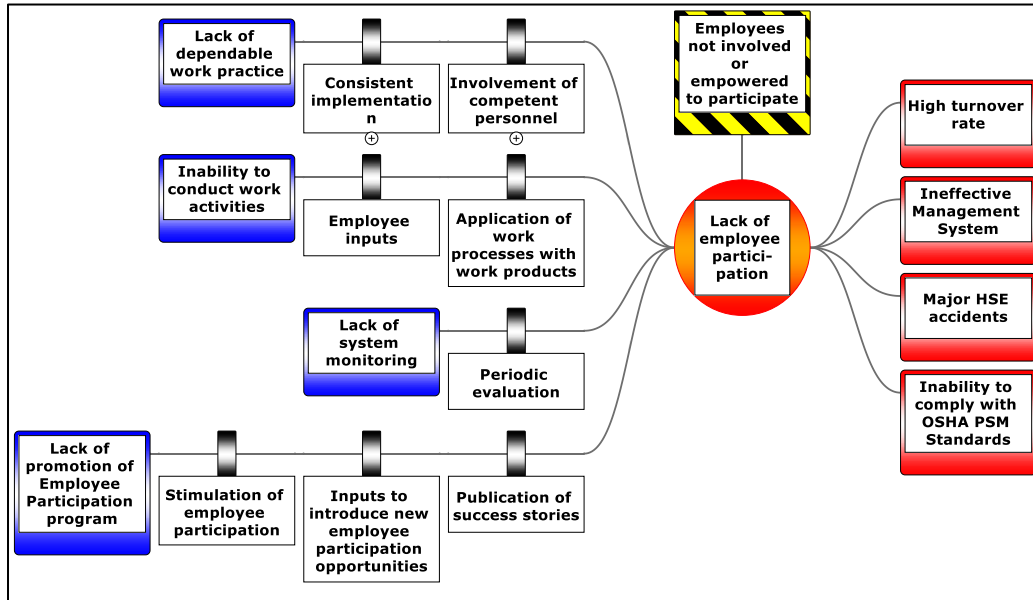 Lack of
dependable
work practice
Consistent
implementatio
n
Involvement of
competent
personnel
Inability to
conduct work
activities
Employee
inputs
Application of
work
processes with
work products
Lack of
system
monitoring
Periodic
evaluation
Lack of
promotion of
Employee
Participation
program
Stimulation of
employee
participation
Inputs to
introduce new
employee
participation
opportunities
Publication of
success stories
Employees
not involved
or
empowered
to participate
Lack of
employee
partici-
pation
High turnover
rate
Ineffective
Management
System
Major HSE
accidents
Inability to
comply with
OSHA PSM
Standards